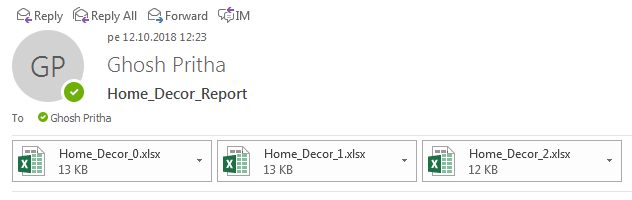 Reply Reply All Forward IM
pe 12.10.2018 12:23
GP
Ghosh Pritha
Home_Decor_Report
To Ghosh Pritha
Home_Decor_0.xlsx Home_Decor_1.xlsx Home_Decor_2.xlsx
13 KB 13 KB 12 KB